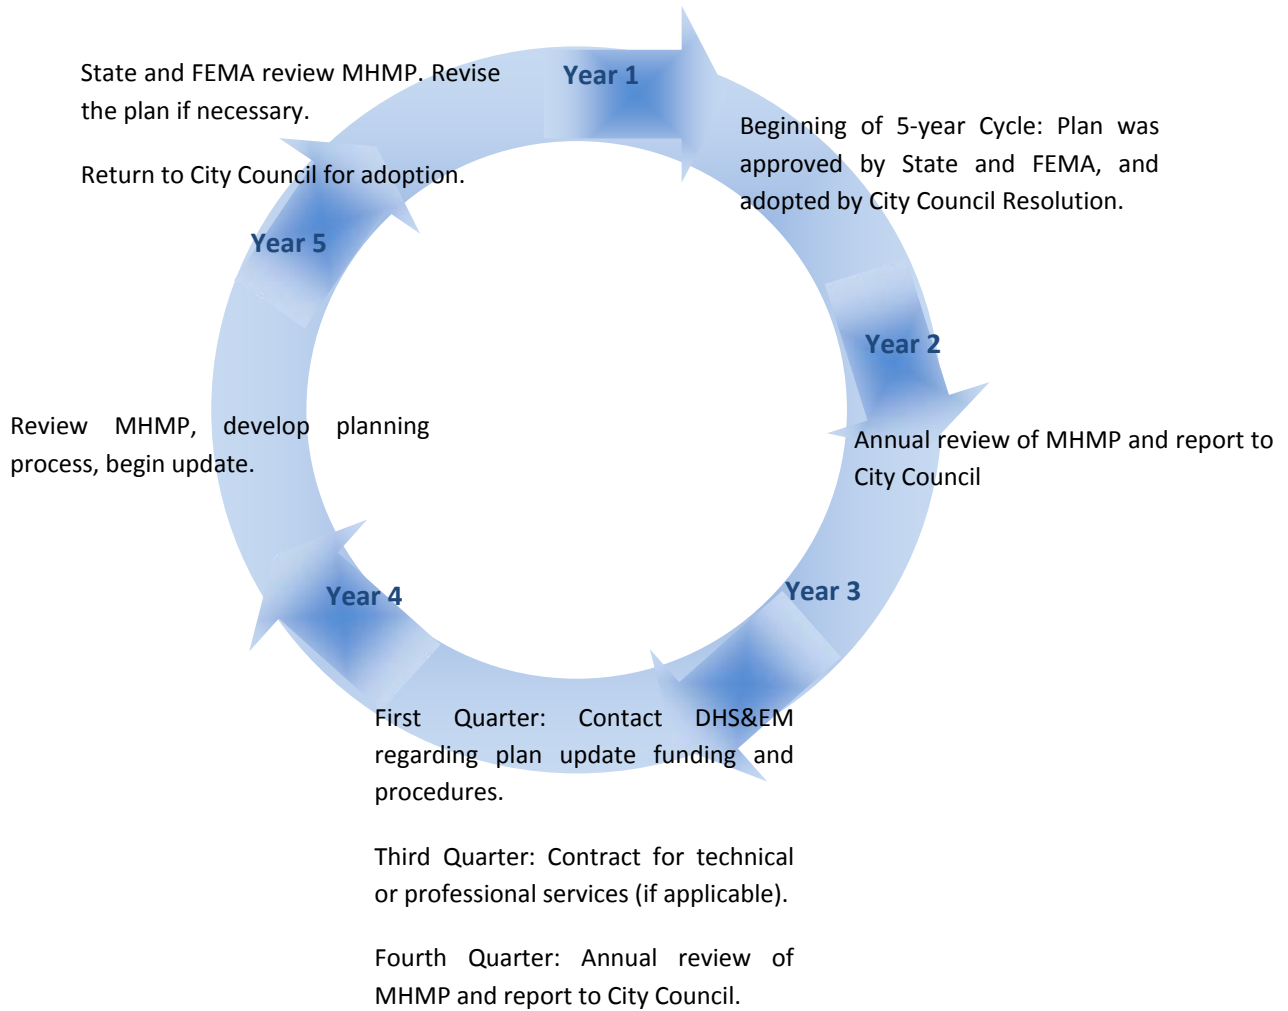 Year 1
Beginning of 5-year Cycle: Plan was
approved by State and FEMA, and
adopted by City Council Resolution.
Year 2
Annual review of MHMP and report to
City Council
Year 3
First Quarter: Contact DHS&EM
regarding plan update funding and
procedures.
Third Quarter: Contract for technical
or professional services (if applicable).
Fourth Quarter: Annual review of
MHMP and report to City Council.
Year 4
Review MHMP, develop planning
process, begin update.
Year 5
State and FEMA review MHMP. Revise
the plan if necessary.
Return to City Council for adoption.